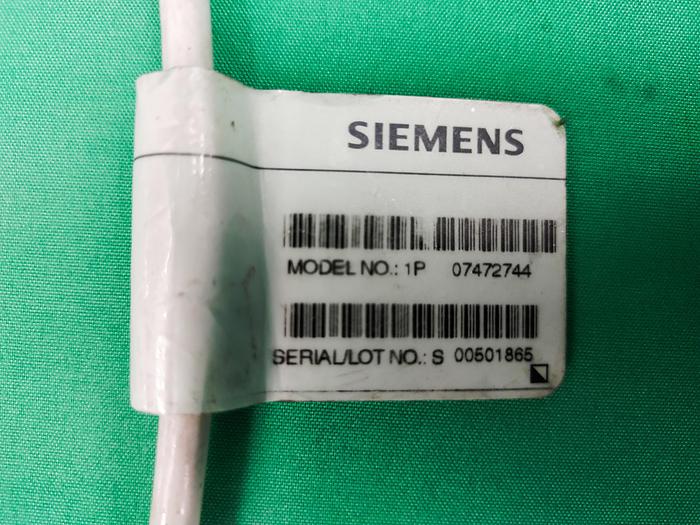 SIEMENS
MODEL NO.: 1P 07472744
SERIAL/LOT NO.: S 00501865